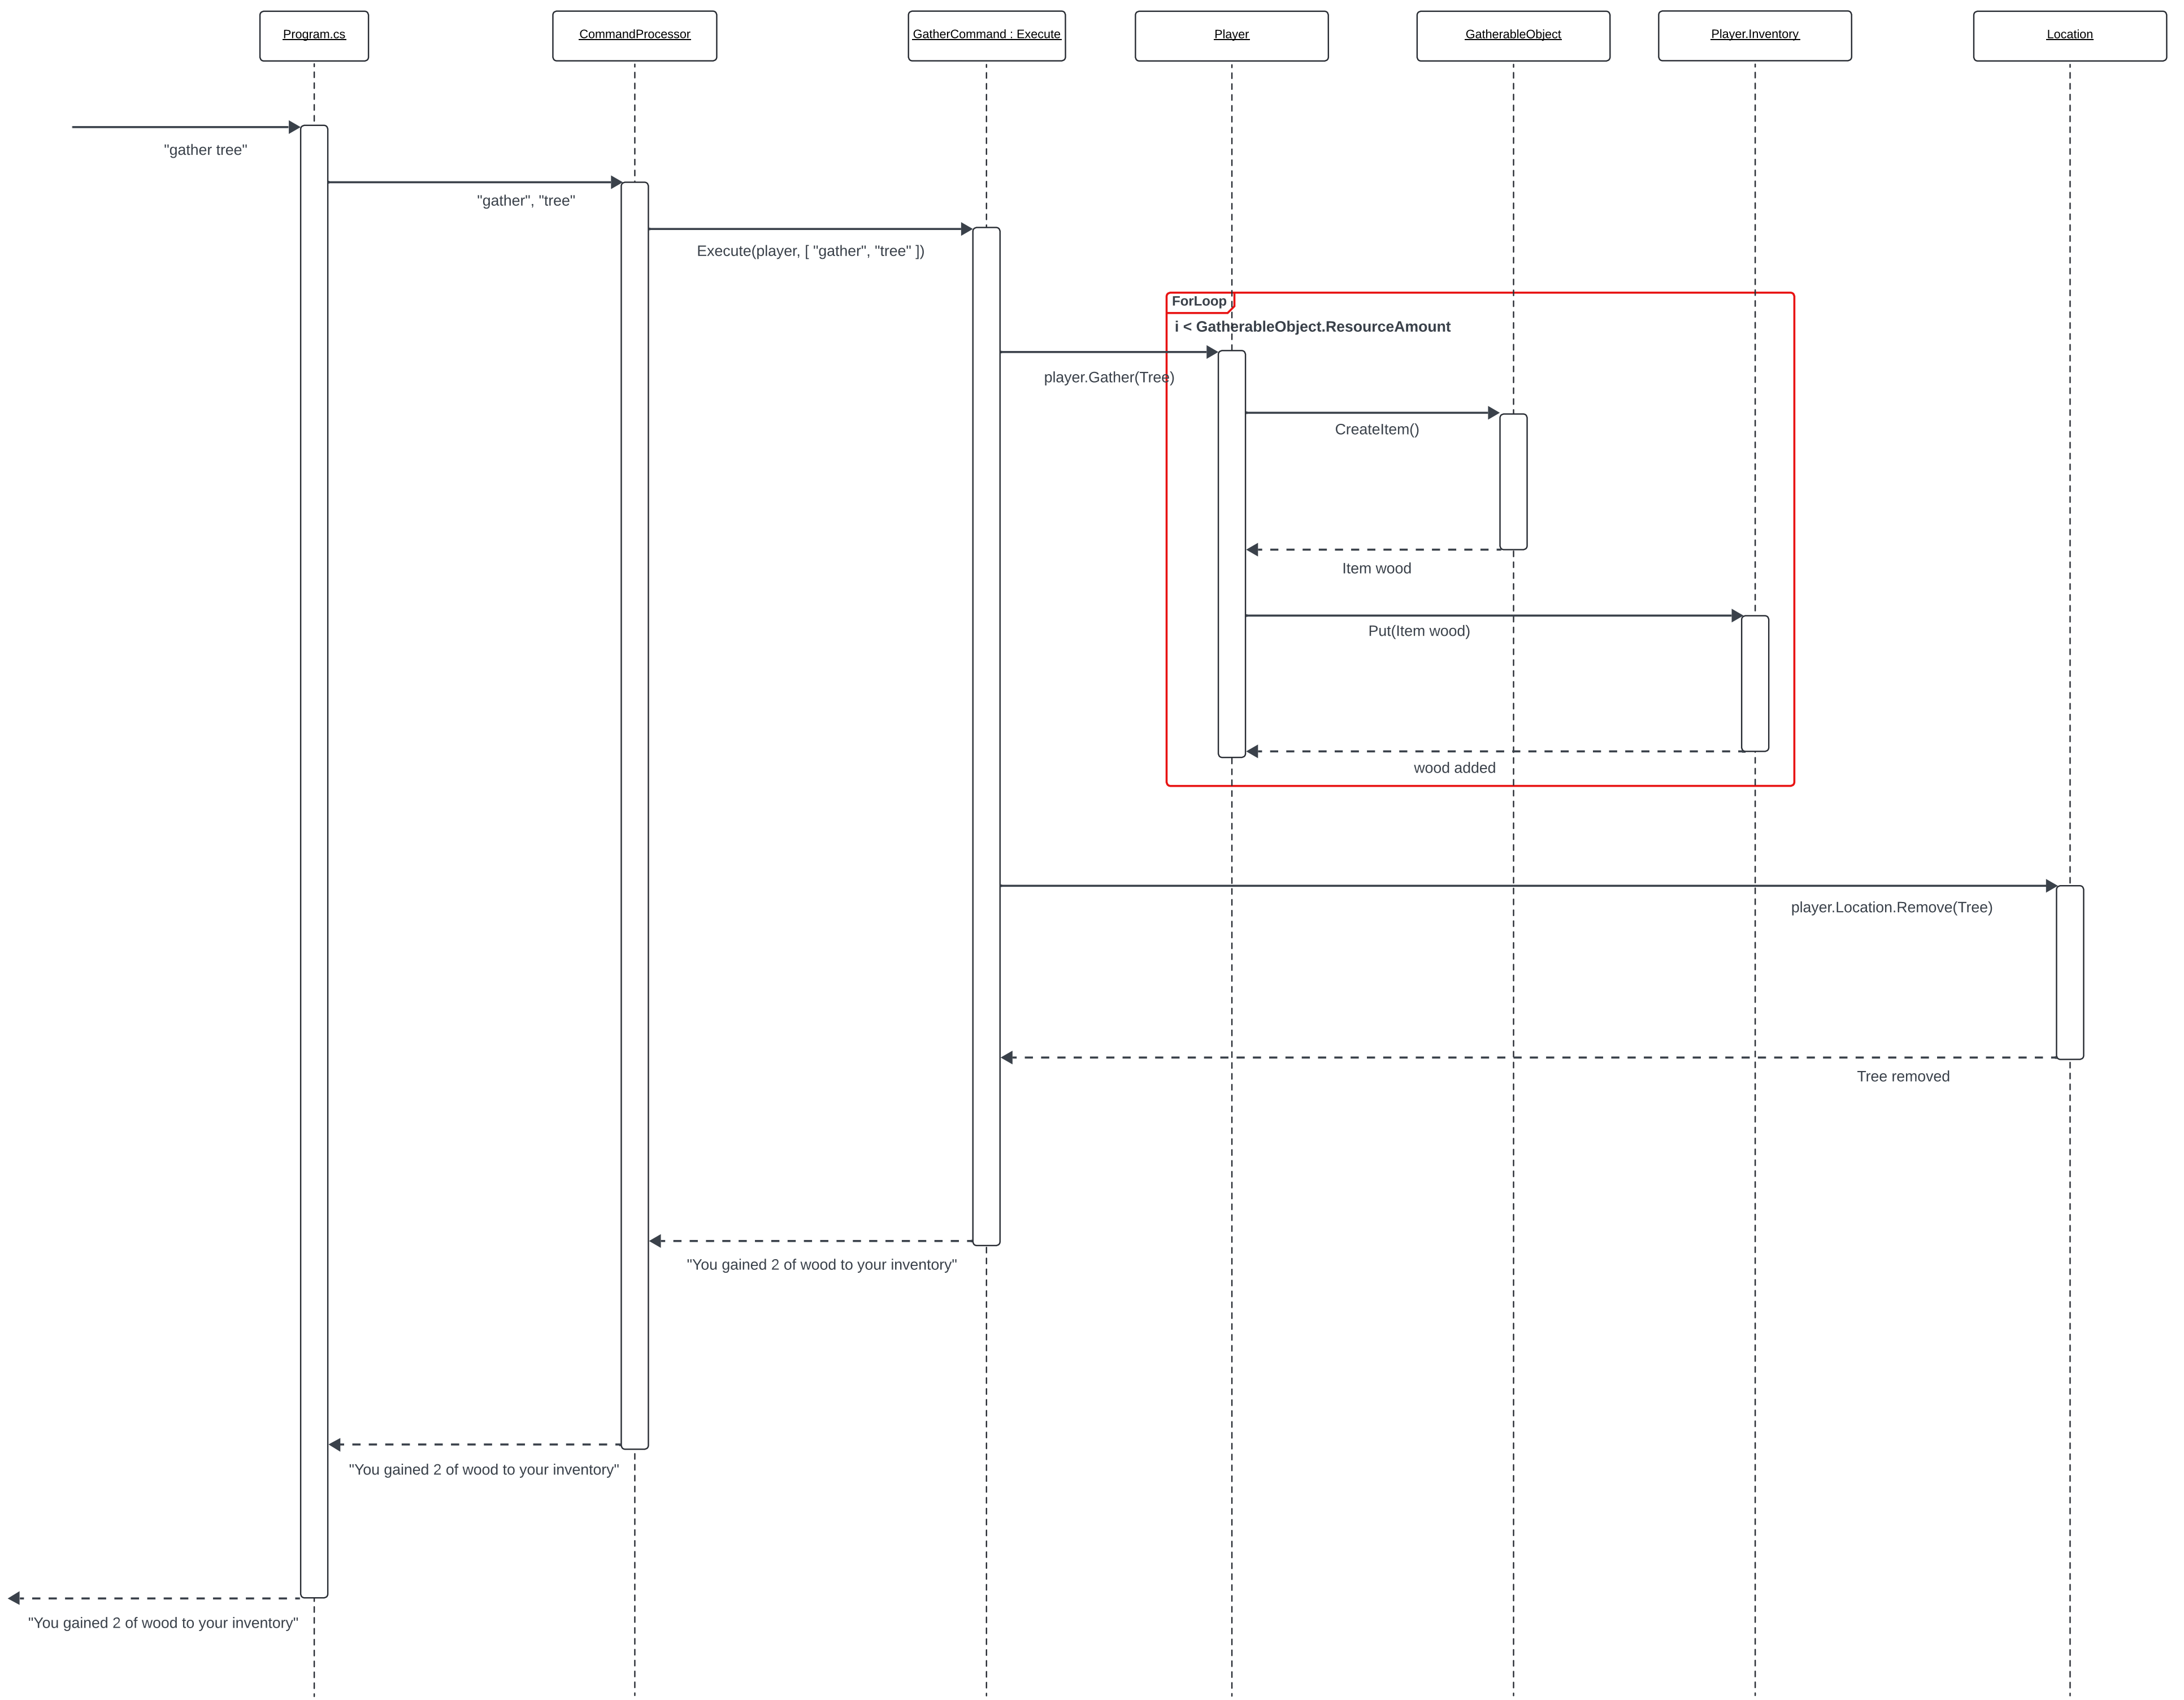 Program.cs
CommandProcessor
GatherCommand : Execute
Player
GatherableObject
Player.Inventory
Location
"gather tree"
"gather", "tree"
Execute(player, [ "gather", "tree" ])
ForLoop
i < GatherableObject.ResourceAmount
player.Gather(Tree)
CreateItem()
Item wood
Put(Item wood)
wood added
player.Location.Remove(Tree)
Tree removed
"You gained 2 of wood to your inventory"
"You gained 2 of wood to your inventory"
"You gained 2 of wood to your inventory"